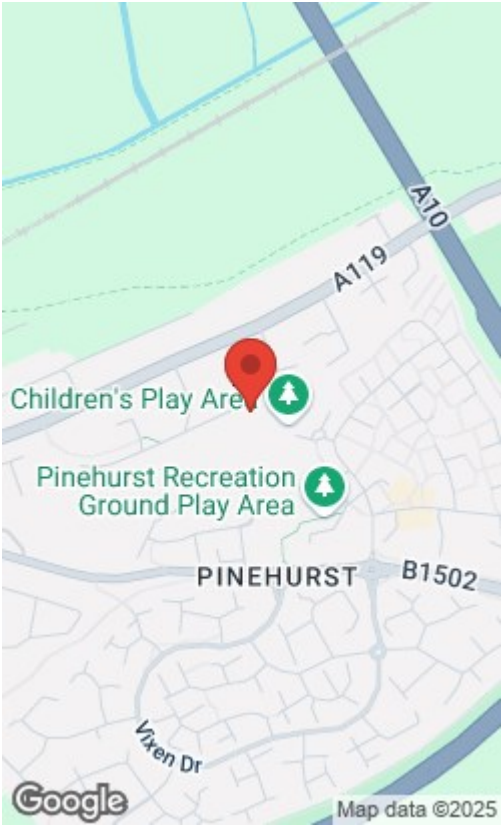 A10
A119
Children's Play Area
Pinehurst Recreation
Ground Play Area
PINEHURST
B1502
Vixen Dr
Google
Map data ©2025